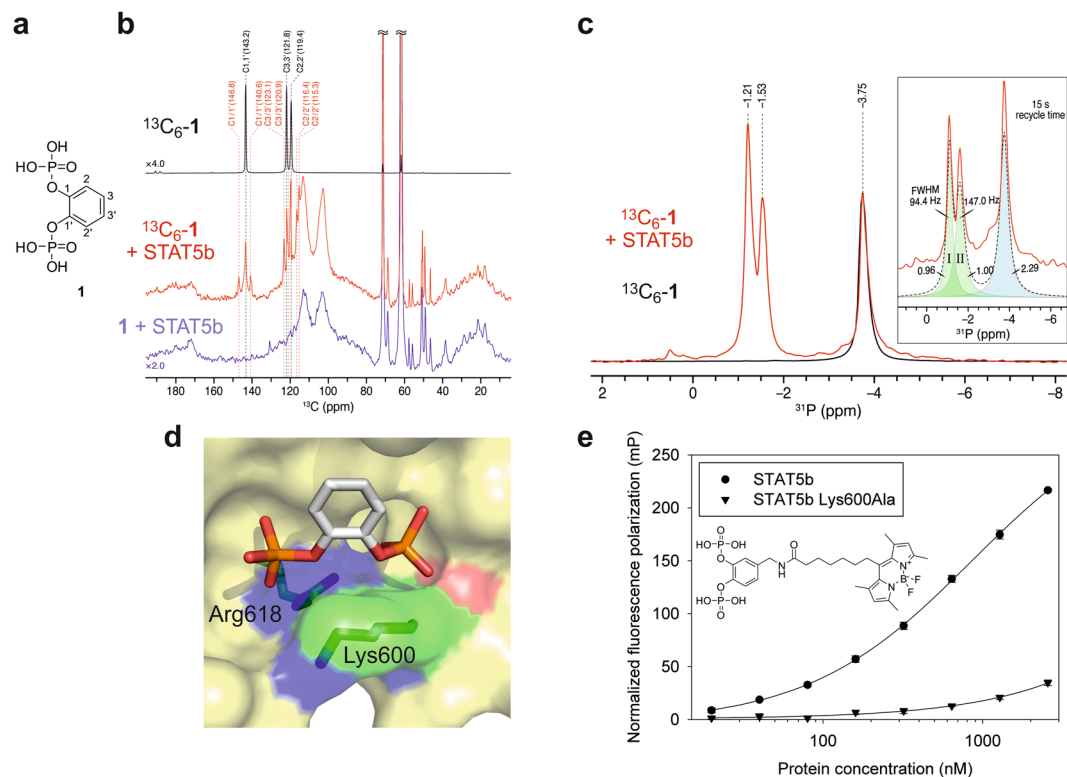 a
HO OH
P
HO O
O
1
2
3
O
1'
3'
2'
O
HO P
HO O
1
b
C1,1'(143.2)
C3,3'(121.8)
C2,2'(119.4)
C1/1'(146.8)
C1/1'(140.6)
C3/3'(123.1)
C3/3'(120.9)
C2/2'(116.4)
C2/2'(115.3)
13C6-1
×4.0
13C6-1
+ STAT5b
1 + STAT5b
×2.0
180 160 140 120 100 80 60 40 20
13C (ppm)
c
−1.21
−1.53
−3.75
13C6-1
+ STAT5b
13C6-1
15 s
recycle time
FWHM
94.4 Hz
147.0 Hz
I II
0.96
1.00
2.29
0 −2 −4 −6
31P (ppm)
2 0 −2 −4 −6 −8
31P (ppm)
d
Arg618
Lys600
e
Normalized fluorescence polarization (mP)
250
200
150
100
50
0
STAT5b
STAT5b Lys600Ala
HO OH
P
O O
O
N
H
O
O
HO P OH
O
N+
B−
F
F
N
100 1000
Protein concentration (nM)